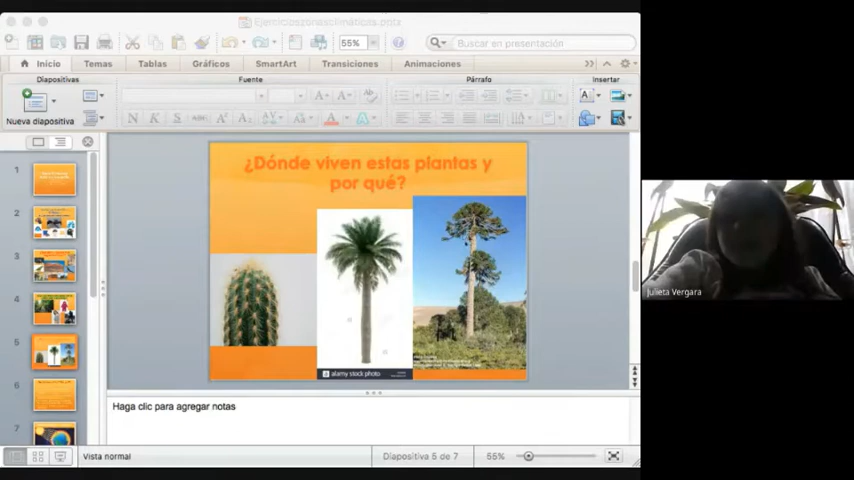 Ejerciciszonasclimáticas.pptx
55%
Buscar en presentación
Inicio
Temas
Tablas
Gráficos
SmartArt
Transiciones
Animaciones
Diapositivas
Fuente
Párrafo
Insertar
Nueva diapositiva
N
K
S
ABC
A
A
1
2
3
4
5
6
7
¿Dónde viven estas plantas y
por qué?
a alamy stock photo
Haga clic para agregar notas
Vista normal
Diapositiva 5 de 7
55%
Julieta Vergara